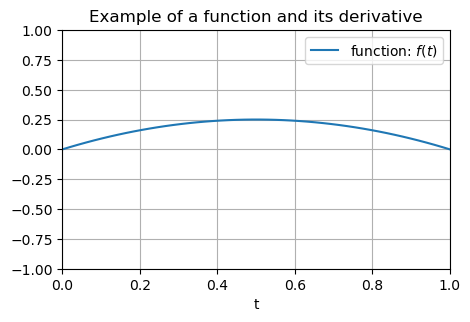 Example of a function and its derivative
function: f(t)
1.00
0.75
0.50
0.25
0.00
−0.25
−0.50
−0.75
−1.00
0.0 0.2 0.4 0.6 0.8 1.0
t